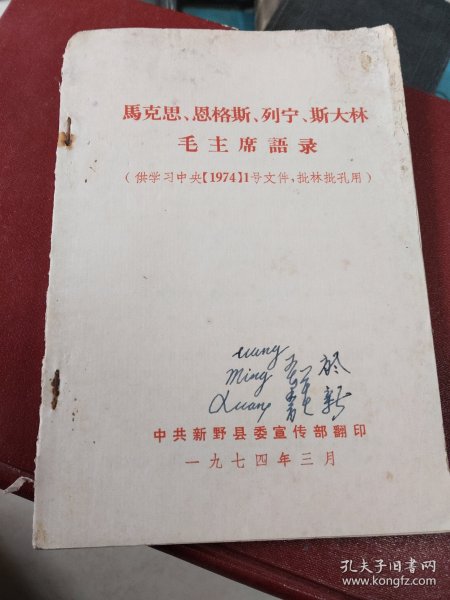 馬克思、恩格斯、列宁、斯大林
毛主席語录
（供学习中央【1974】1号文件，批林批孔用）
Ming
Quang 新
中共新野县委宣传部翻印
一九七四年三月
孔夫子旧书网
www.kongfz.com